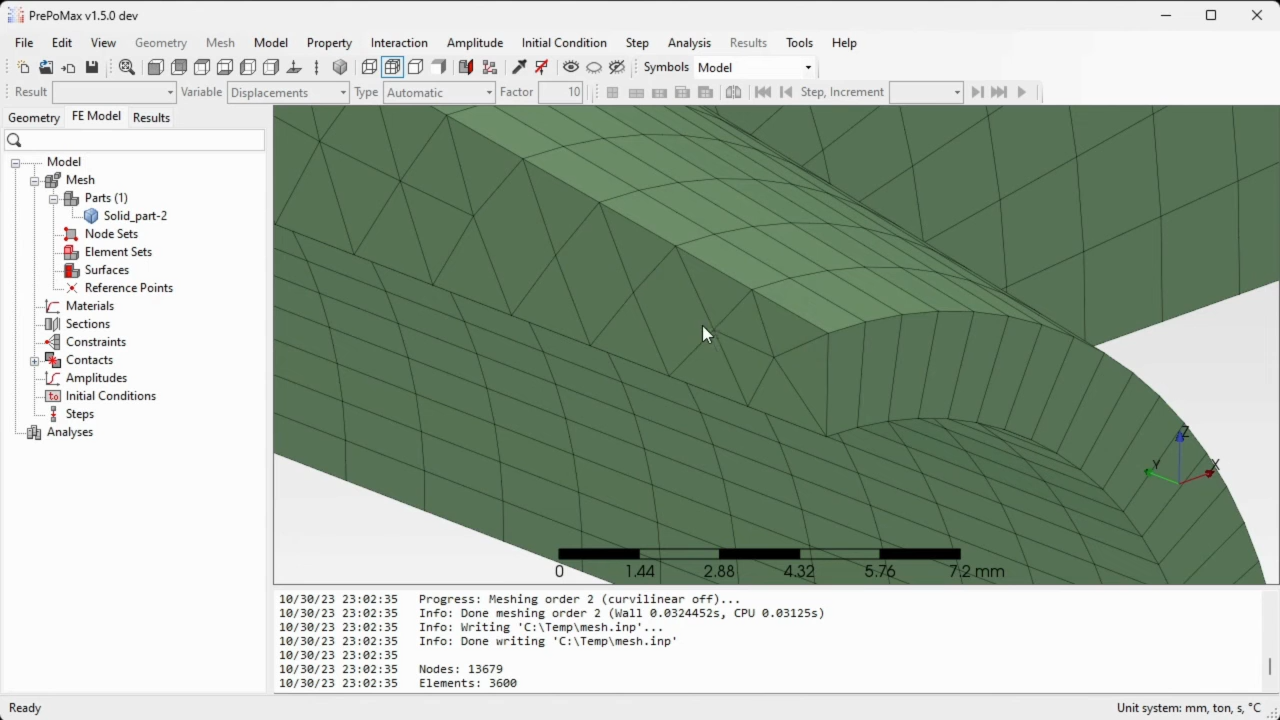 PrePoMax v1.5.0 dev
File Edit View Geometry Mesh Model Property Interaction Amplitude Initial Condition Step Analysis Results Tools Help
Symbols Model
Result Variable Displacements Type Automatic Factor 10 Step, Increment
Geometry FE Model Results
Model
Mesh
Parts (1)
Solid_part-2
Node Sets
Element Sets
Surfaces
Reference Points
Materials
Sections
Constraints
Contacts
Amplitudes
Initial Conditions
Steps
Analyses
Z
Y X
0 1.44 2.88 4.32 5.76 7.2 mm
10/30/23 23:02:35 Progress: Meshing order 2 (curvilinear off)...
10/30/23 23:02:35 Info: Done meshing order 2 (Wall 0.0324452s, CPU 0.03125s)
10/30/23 23:02:35 Info: Writing 'C:\Temp\mesh.inp'...
10/30/23 23:02:35 Info: Done writing 'C:\Temp\mesh.inp'
10/30/23 23:02:35
10/30/23 23:02:35 Nodes: 13679
10/30/23 23:02:35 Elements: 3600
Ready Unit system: mm, ton, s, °C